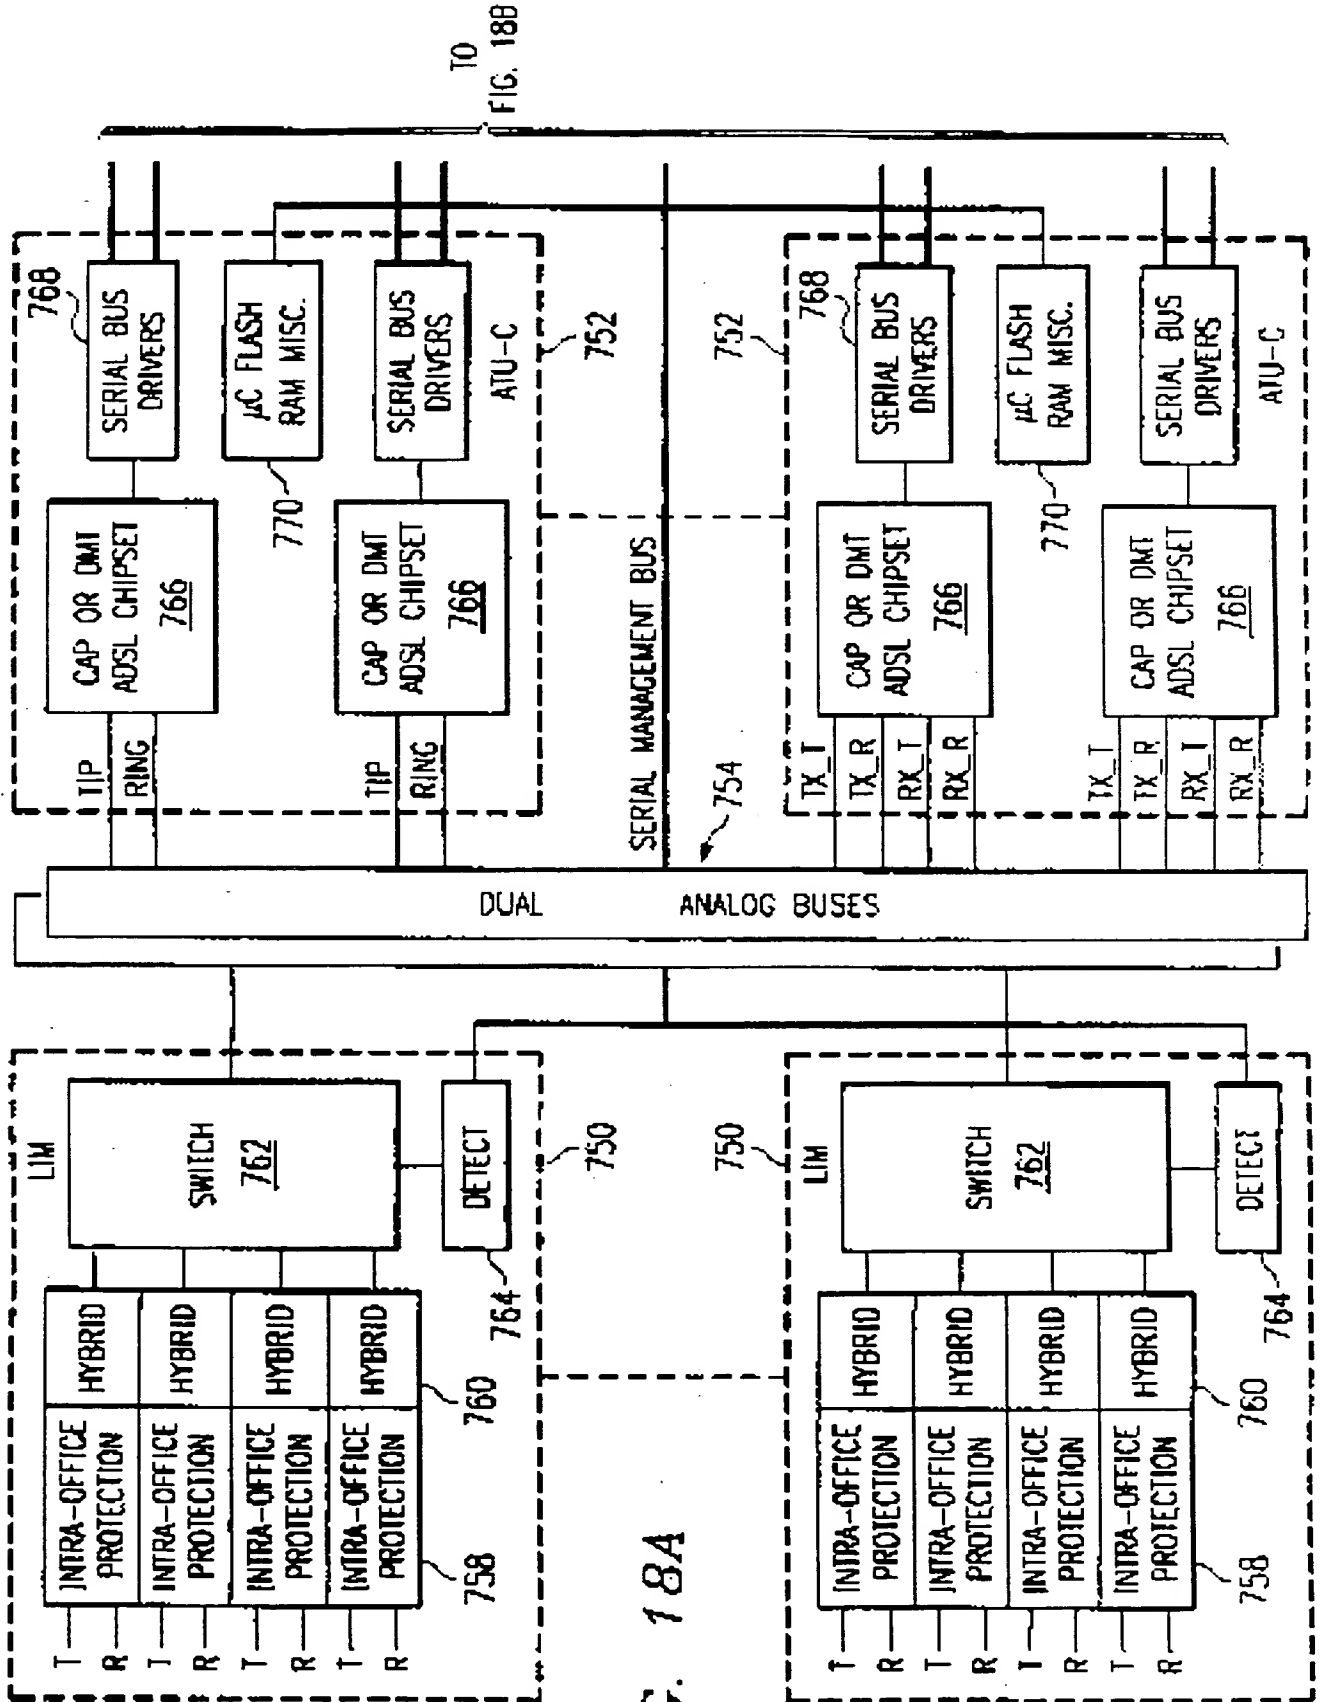 TO
FIG. 18B
768
SERIAL BUS
DRIVERS
µC FLASH
RAM MISC.
SERIAL BUS
DRIVERS
ATU-C
752
770
CAP OR DMT
ADSL CHIPSET
766
CAP OR DMT
ADSL CHIPSET
766
TIP
RING
TIP
RING
752
768
SERIAL BUS
DRIVERS
µC FLASH
RAM MISC.
SERIAL BUS
DRIVERS
ATU-C
770
CAP OR DMT
ADSL CHIPSET
766
CAP OR DMT
ADSL CHIPSET
766
TX_T
TX_R
RX_T
RX_R
TX_T
TX_R
RX_T
RX_R
SERIAL MANAGEMENT BUS
754
DUAL ANALOG BUSES
LIM
SWITCH
762
DETECT
750
764
HYBRID
HYBRID
HYBRID
HYBRID
760
INTRA-OFFICE
PROTECTION
INTRA-OFFICE
PROTECTION
INTRA-OFFICE
PROTECTION
INTRA-OFFICE
PROTECTION
758
T
R
T
R
T
R
T
R
750
LIM
SWITCH
762
DETECT
764
HYBRID
HYBRID
HYBRID
HYBRID
760
INTRA-OFFICE
PROTECTION
INTRA-OFFICE
PROTECTION
INTRA-OFFICE
PROTECTION
INTRA-OFFICE
PROTECTION
758
T
R
T
R
T
R
T
R
18A